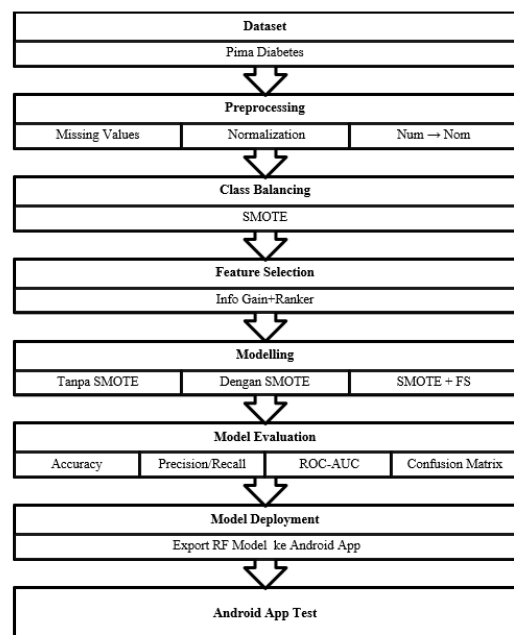 Dataset
Pima Diabetes
Preprocessing
Missing Values Normalization Num → Nom
Class Balancing
SMOTE
Feature Selection
Info Gain+Ranker
Modelling
Tanpa SMOTE Dengan SMOTE SMOTE + FS
Model Evaluation
Accuracy Precision/Recall ROC-AUC Confusion Matrix
Model Deployment
Export RF Model ke Android App
Android App Test